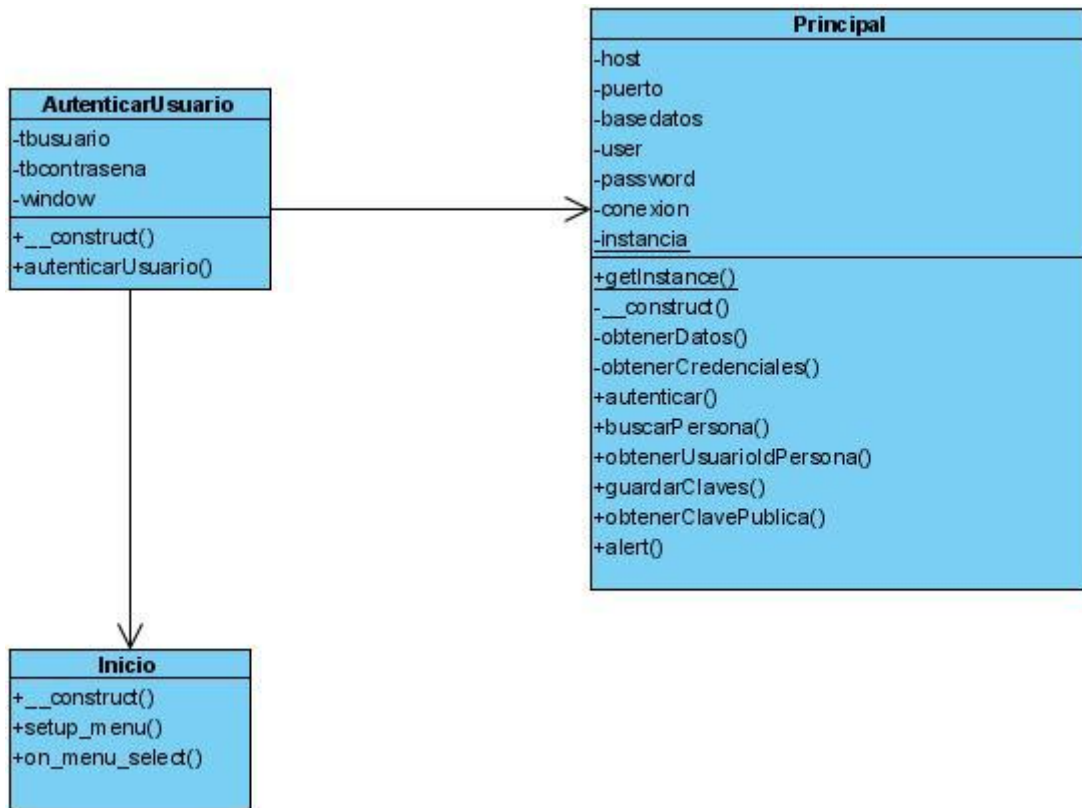 AutenticarUsuario
-tbusuario
-tbcontrasena
-window
+__construct()
+autenticarUsuario()
Principal
-host
-puerto
-basedatos
-user
-password
-conexion
-instancia
+getInstance()
-__construct()
-obtenerDatos()
-obtenerCredenciales()
+autenticar()
+buscarPersona()
+obtenerUsuarioIdPersona()
+guardarClaves()
+obtenerClavePublica()
+alert()
Inicio
+__construct()
+setup_menu()
+on_menu_select()